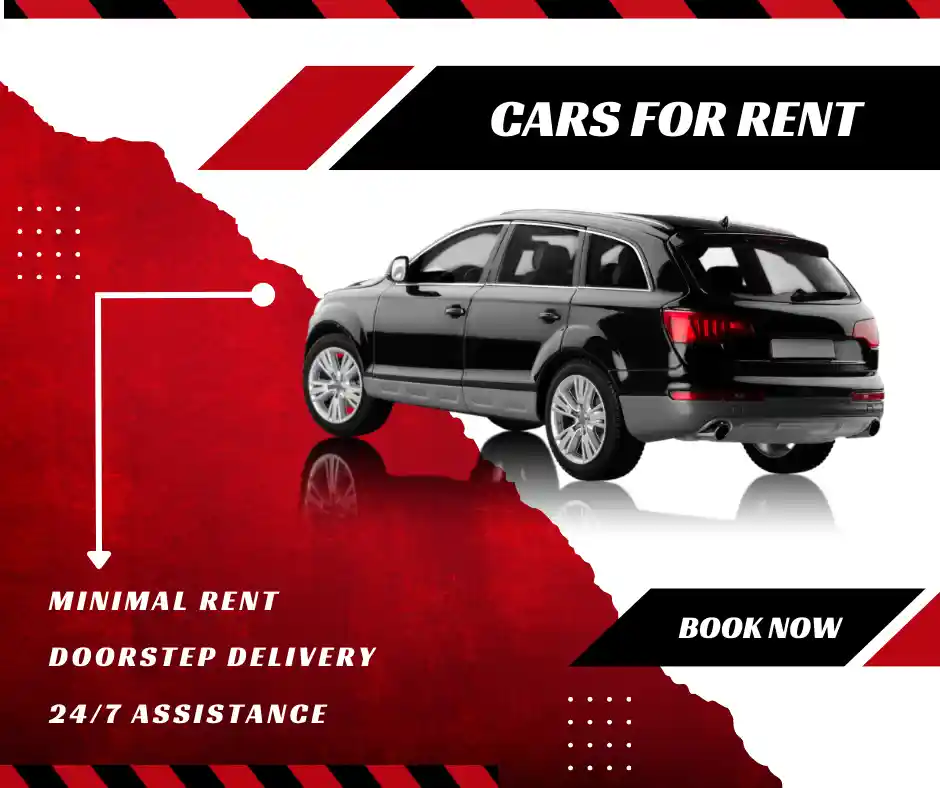 CARS FOR RENT
MINIMAL RENT
DOORSTEP DELIVERY
24/7 ASSISTANCE
BOOK NOW